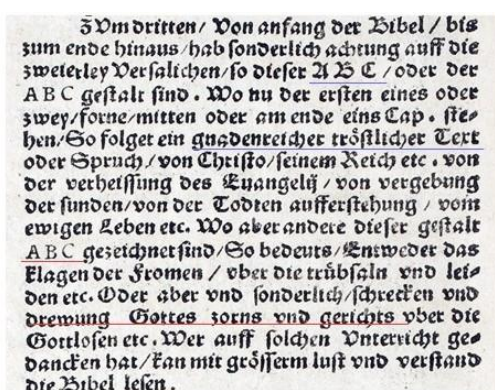 ZVm dritten/ Von anfang der Bibel / bis
zum ende hinaus/ hab sonderlich achtung auff die
zweierley Versalichen/ so dieser A B C / oder der
A B C gestalt sind. Wo nu der ersten eines oder
zwey/ forne/ mitten oder am ende eins Cap. ste-
hen/ So folget ein gnadenreicher tröstlicher Text
oder Spruch/ von Christo/ seinem Reich etc. von
der verheissung des Euangelij / von vergebung
der sunden/ von der Todten aufferstehung / vom
ewigen Leben etc. Wo aber andere dieser gestalt
A B C gezeichnet sind/ So bedeuts/ Entweder das
klagen der Fromen / vber die trübsaln vnd lei-
den etc. Oder aber vnd sonderlich/ schrecken vnd
drewung Gottes zorns vnd gerichts vber die
Gottlosen etc. Wer auff solchen Vnterricht ge-
dancken hat/ kan mit grösserm lust vnd verstand
die Bibel lesen.